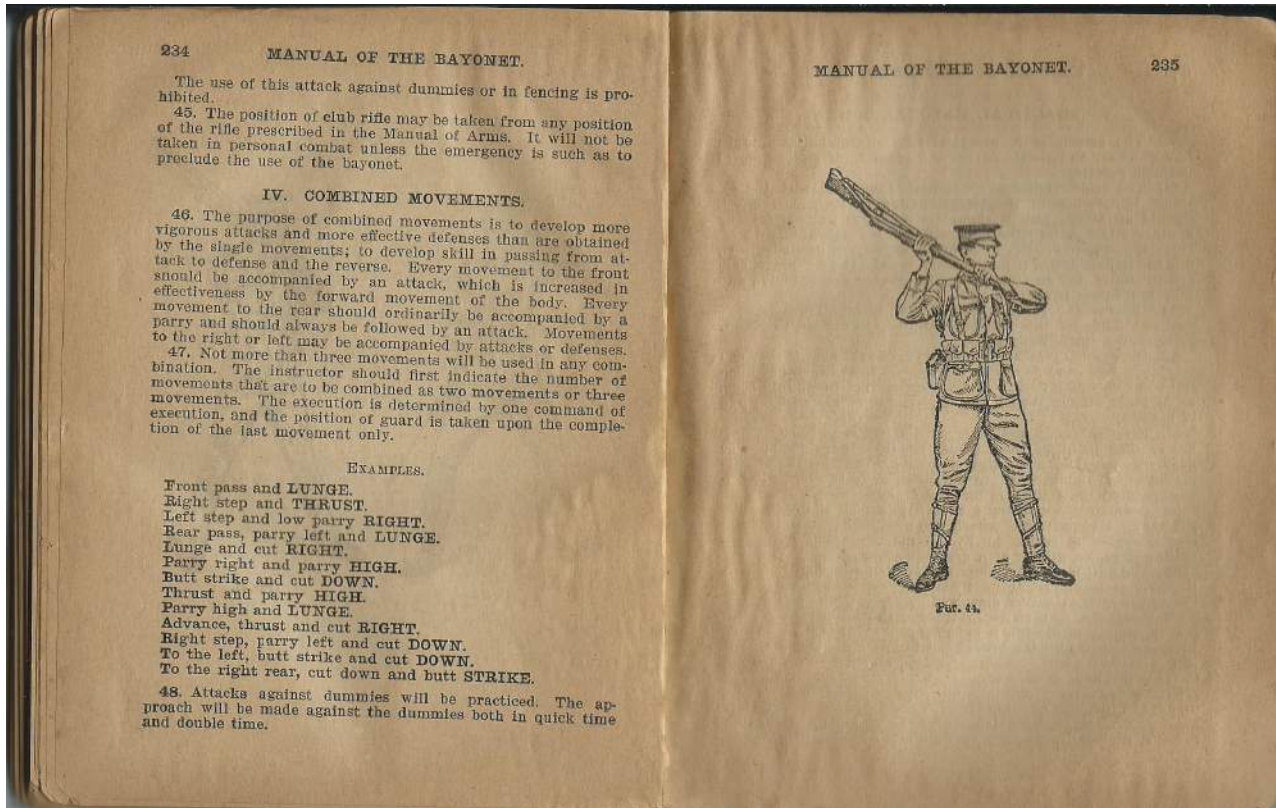 234
MANUAL OF THE BAYONET.
The use of this attack against dummies or in fencing is pro-
hibited.
45. The position of club rifle may be taken from any position
of the rifle prescribed in the Manual of Arms. It will not be
taken in personal combat unless the emergency is such as to
preclude the use of the bayonet.
IV. COMBINED MOVEMENTS.
46. The purpose of combined movements is to develop more
vigorous attacks and more effective defenses than are obtained
by the single movements; to develop skill in passing from at-
tack to defense and the reverse. Every movement to the front
should be accompanied by an attack, which is increased in
effectiveness by the forward movement of the body. Every
movement to the rear should ordinarily be accompanied by a
parry and should always be followed by an attack. Movements
to the right or left may be accompanied by attacks or defenses.
47. Not more than three movements will be used in any com-
bination. The instructor should first indicate the number of
movements that are to be combined as two movements or three
movements. The execution is determined by one command of
execution, and the position of guard is taken upon the comple-
tion of the last movement only.
EXAMPLES.
Front pass and LUNGE.
Right step and THRUST.
Left step and low parry RIGHT.
Rear pass, parry left and LUNGE.
Lunge and cut RIGHT.
Parry right and parry HIGH.
Butt strike and cut DOWN.
Thrust and parry HIGH.
Parry high and LUNGE.
Advance, thrust and cut RIGHT.
Right step, parry left and cut DOWN.
To the left, butt strike and cut DOWN.
To the right rear, cut down and butt STRIKE.
48. Attacks against dummies will be practiced. The ap-
proach will be made against the dummies both in quick time
and double time.
MANUAL OF THE BAYONET.
235
Par. 44.